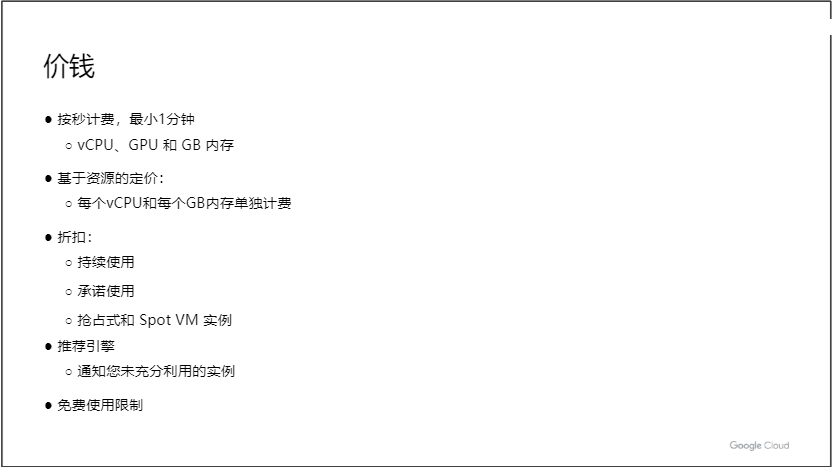 价钱
● 按秒计费，最小1分钟
○ vCPU、GPU 和 GB 内存
● 基于资源的定价：
○ 每个vCPU和每个GB内存单独计费
● 折扣：
○ 持续使用
○ 承诺使用
○ 抢占式和 Spot VM 实例
● 推荐引擎
○ 通知您未充分利用的实例
● 免费使用限制
Google Cloud